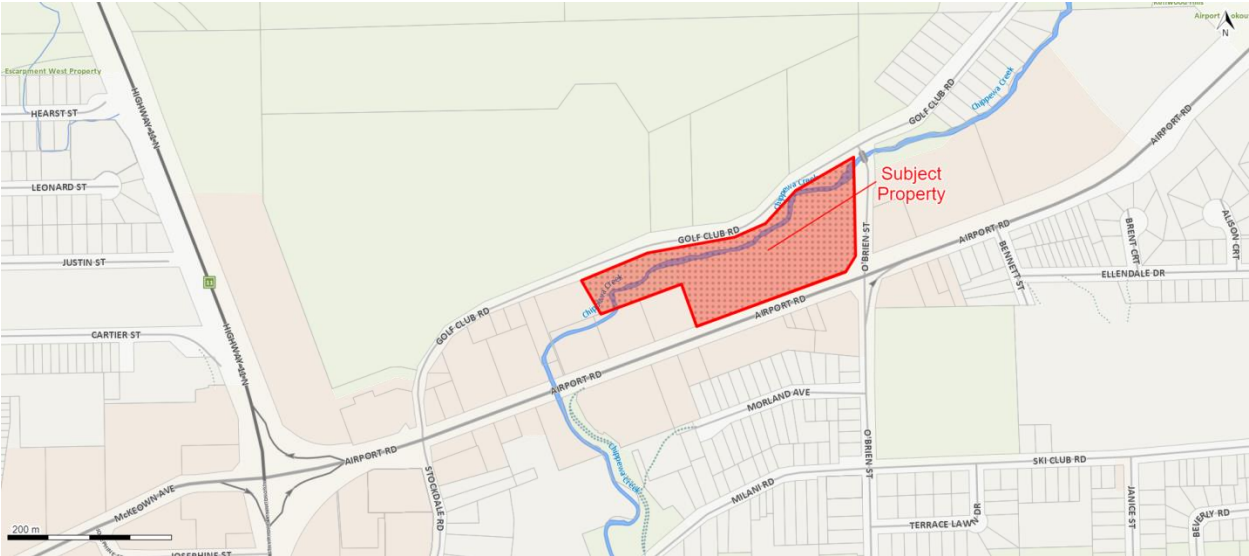 Airport
N
Escarpment West Property
HEARST ST
HIGHWAY 11 N
GOLF CLUB RD
Chippewa Creek
AIRPORT RD
AIRPORT RD
LEONARD ST
Subject
Property
Chippewa Creek
BRENT CRT
ALISON CRT
GOLF CLUB RD
AIRPORT RD
O'BRIEN ST
BENNETT ST
JUSTIN ST
ELLENDALE DR
Chippewa Creek
AIRPORT RD
GOLF CLUB RD
CARTIER ST
HIGHWAY 11 N
AIRPORT RD
MORLAND AVE
O'BRIEN ST
Chippewa Creek
AIRPORT RD
SKI CLUB RD
STOCKDALE RD
MILANI RD
McKEOWN AVE
JANICE ST
BEVERLY RD
TERRACE LAWN DR
200 m
JOSEPHINE ST